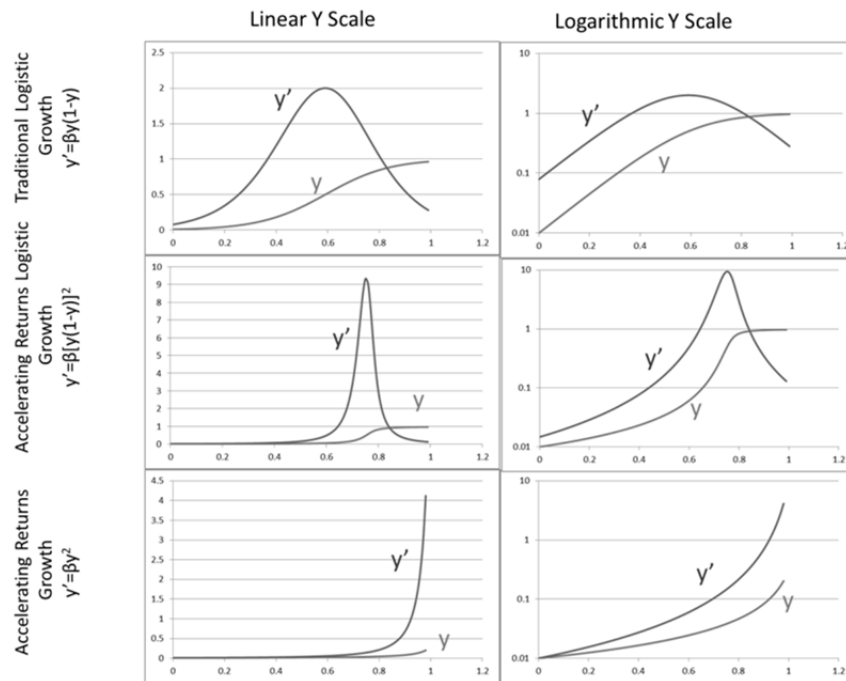 Linear Y Scale
Logarithmic Y Scale
Traditional Logistic
Growth
y'=βy(1-y)
2.5
2
1.5
1
0.5
0
0 0.2 0.4 0.6 0.8 1 1.2
y'
y
10
1
0.1
0.01
0 0.2 0.4 0.6 0.8 1 1.2
y'
y
Accelerating Returns Logistic
Growth
y'=β[y(1-y)]²
10
9
8
7
6
5
4
3
2
1
0
0 0.2 0.4 0.6 0.8 1 1.2
y'
y
10
1
0.1
0.01
0 0.2 0.4 0.6 0.8 1 1.2
y'
y
Accelerating Returns
Growth
y'=βy²
4.5
4
3.5
3
2.5
2
1.5
1
0.5
0
0 0.2 0.4 0.6 0.8 1 1.2
y'
y
10
1
0.1
0.01
0 0.2 0.4 0.6 0.8 1 1.2
y'
y